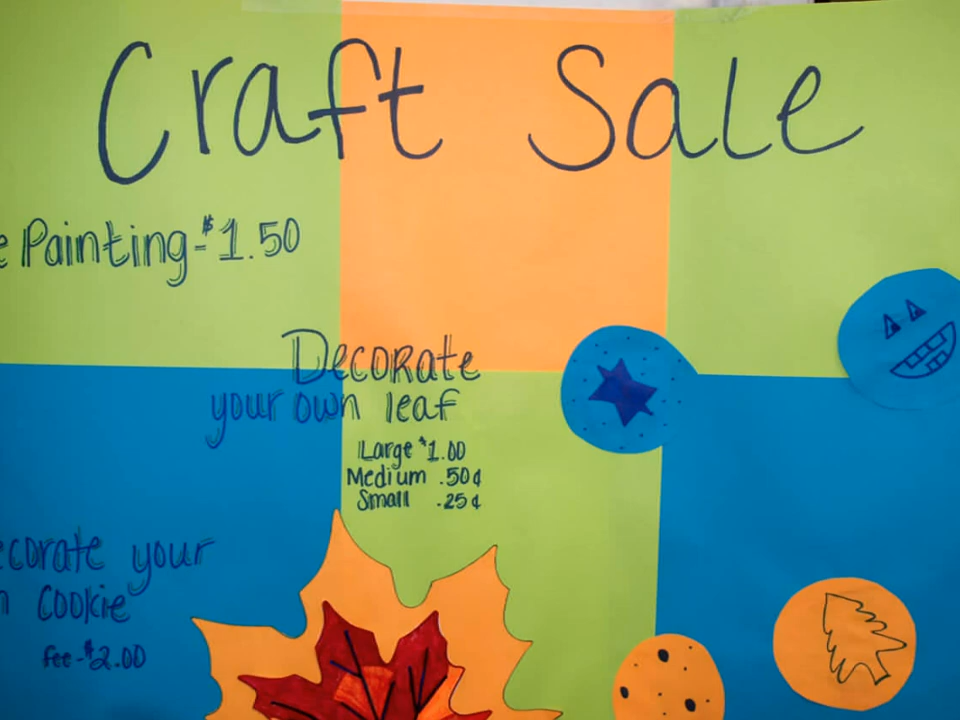 Craft Sale
e Painting-$1.50
Decorate
your own leaf
Large $1.00
Medium .50¢
Small .25¢
ecorate your
n Cookie
fee-$2.00